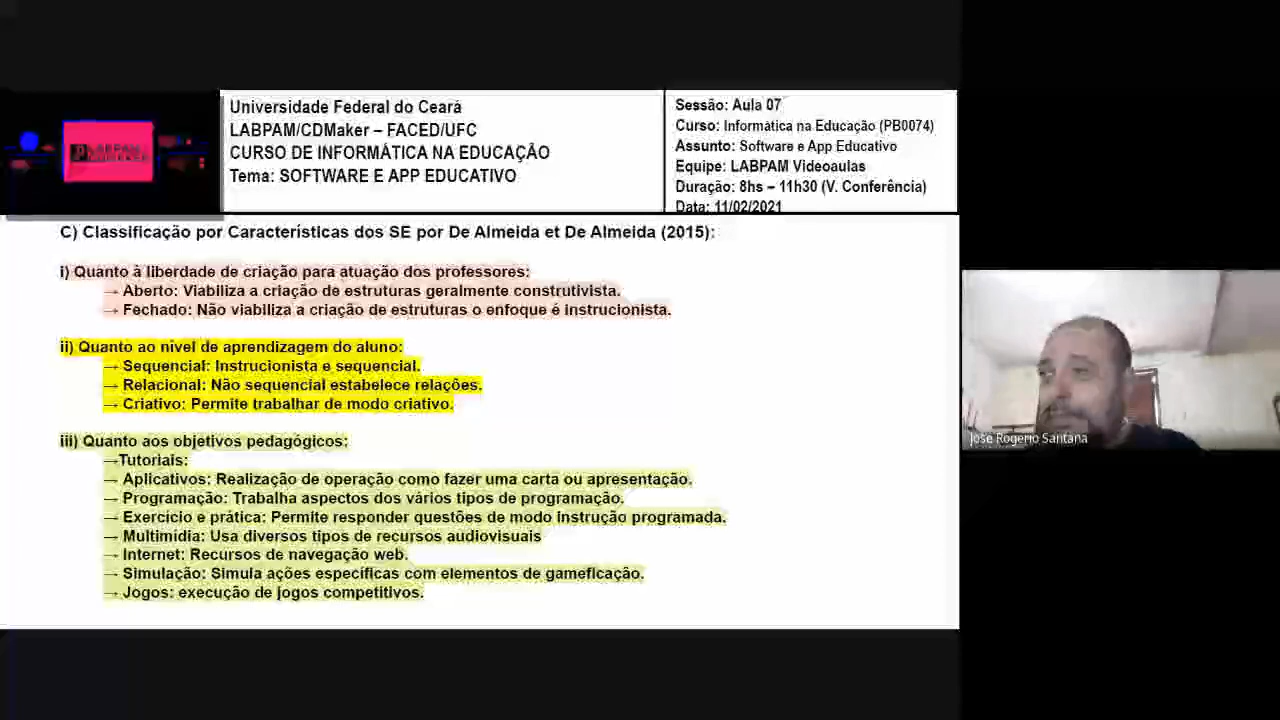 Universidade Federal do Ceará
LABPAM/CDMaker – FACED/UFC
CURSO DE INFORMÁTICA NA EDUCAÇÃO
Tema: SOFTWARE E APP EDUCATIVO
Sessão: Aula 07
Curso: Informática na Educação (PB0074)
Assunto: Software e App Educativo
Equipe: LABPAM Videoaulas
Duração: 8hs – 11h30 (V. Conferência)
Data: 11/02/2021
C) Classificação por Características dos SE por De Almeida et De Almeida (2015):
i) Quanto à liberdade de criação para atuação dos professores:
→ Aberto: Viabiliza a criação de estruturas geralmente construtivista.
→ Fechado: Não viabiliza a criação de estruturas o enfoque é instrucionista.
ii) Quanto ao nível de aprendizagem do aluno:
→ Sequencial: Instrucionista e sequencial.
→ Relacional: Não sequencial estabelece relações.
→ Criativo: Permite trabalhar de modo criativo.
iii) Quanto aos objetivos pedagógicos:
→Tutoriais:
→ Aplicativos: Realização de operação como fazer uma carta ou apresentação.
→ Programação: Trabalha aspectos dos vários tipos de programação.
→ Exercício e prática: Permite responder questões de modo instrução programada.
→ Multimídia: Usa diversos tipos de recursos audiovisuais
→ Internet: Recursos de navegação web.
→ Simulação: Simula ações específicas com elementos de gameficação.
→ Jogos: execução de jogos competitivos.
José Rogério Santana